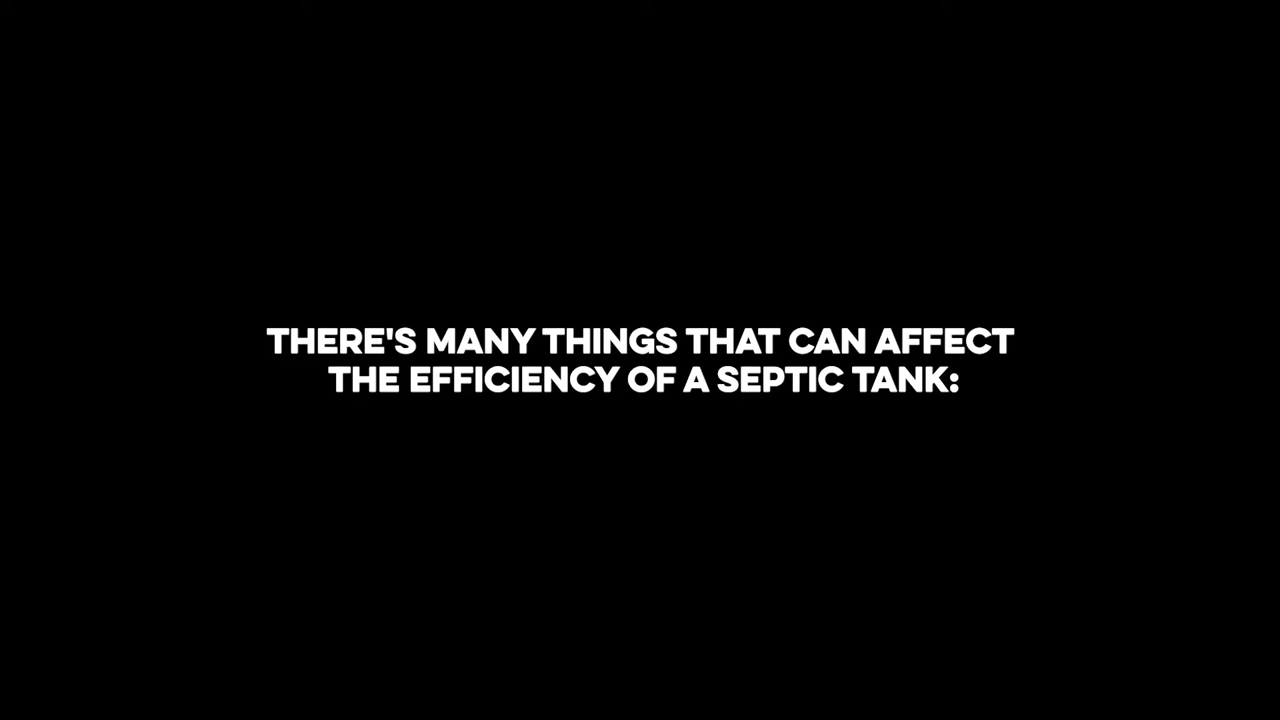 THERE'S MANY THINGS THAT CAN AFFECT
THE EFFICIENCY OF A SEPTIC TANK: